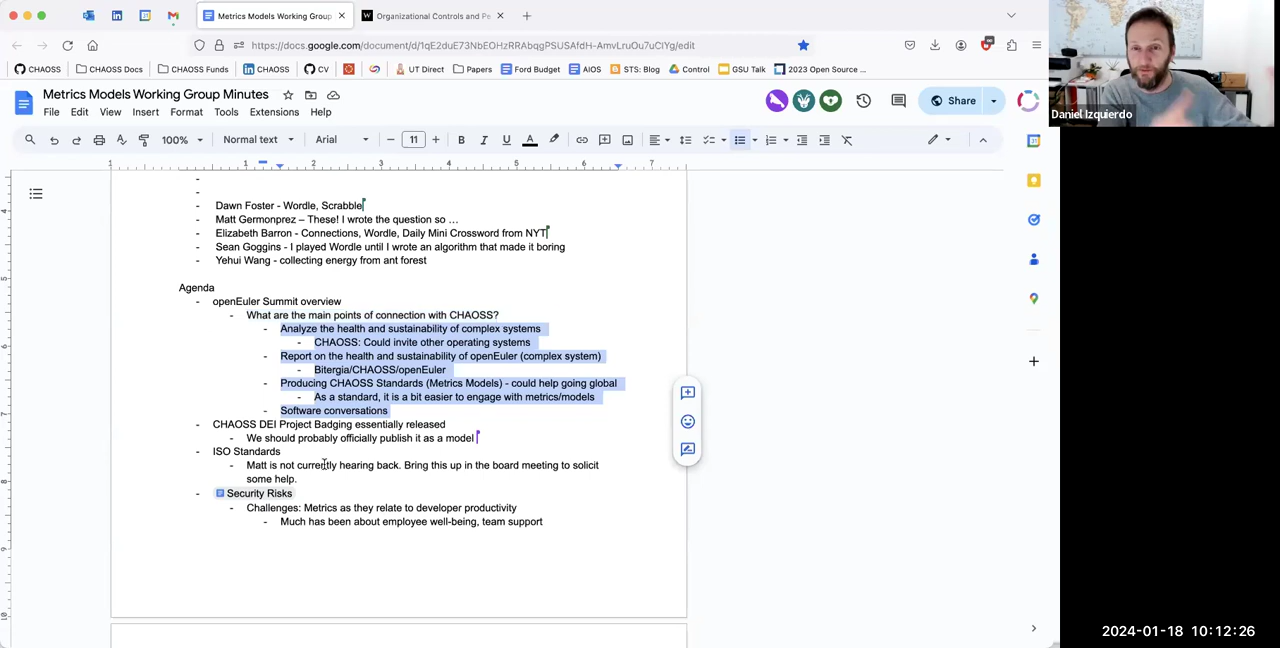 Metrics Models Working Group
Organizational Controls and Pe
https://docs.google.com/document/d/1qE2duE73NbEOHzRRAbqgPSUSAfdH-AmvLruOu7uCIYg/edit
CHAOSS
CHAOSS Docs
CHAOSS Funds
CHAOSS
CV
UT Direct
Papers
Ford Budget
AIOS
STS: Blog
Control
GSU Talk
2023 Open Source ...
Metrics Models Working Group Minutes
File Edit View Insert Format Tools Extensions Help
Share
100% Normal text Arial 11
1 1 2 3 4 5 6 7
- Dawn Foster - Wordle, Scrabble
- Matt Germonprez – These! I wrote the question so …
- Elizabeth Barron - Connections, Wordle, Daily Mini Crossword from NYT
- Sean Goggins - I played Wordle until I wrote an algorithm that made it boring
- Yehui Wang - collecting energy from ant forest
Agenda
- openEuler Summit overview
- What are the main points of connection with CHAOSS?
- Analyze the health and sustainability of complex systems
- CHAOSS: Could invite other operating systems
- Report on the health and sustainability of openEuler (complex system)
- Bitergia/CHAOSS/openEuler
- Producing CHAOSS Standards (Metrics Models) - could help going global
- As a standard, it is a bit easier to engage with metrics/models
- Software conversations
- CHAOSS DEI Project Badging essentially released
- We should probably officially publish it as a model
- ISO Standards
- Matt is not currently hearing back. Bring this up in the board meeting to solicit
some help.
- Security Risks
- Challenges: Metrics as they relate to developer productivity
- Much has been about employee well-being, team support
Daniel Izquierdo
2024-01-18 10:12:26